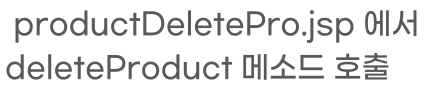 productDeletePro.jsp 에서
deleteProduct 메소드 호출